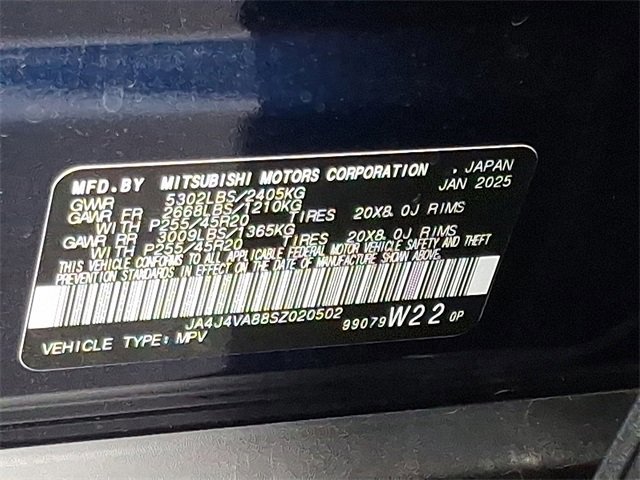 MFD.BY MITSUBISHI MOTORS CORPORATION , JAPAN
GWR 5302LBS/2405KG JAN 2025
GAWR FR 2668LBS/1210KG
WITH P255/45R20 TIRES 20X8.0J RIMS
GAWR RR 3009LBS/1365KG
WITH P255/45R20 TIRES 20X8.0J RIMS
THIS VEHICLE CONFORMS TO ALL APPLICABLE FEDERAL MOTOR VEHICLE SAFETY AND THEFT
PREVENTION STANDARDS IN EFFECT ON THE DATE OF MANUFACTURE SHOWN ABOVE.
JA4J4VA88SZ020502
VEHICLE TYPE: MPV 99079 W22 0P